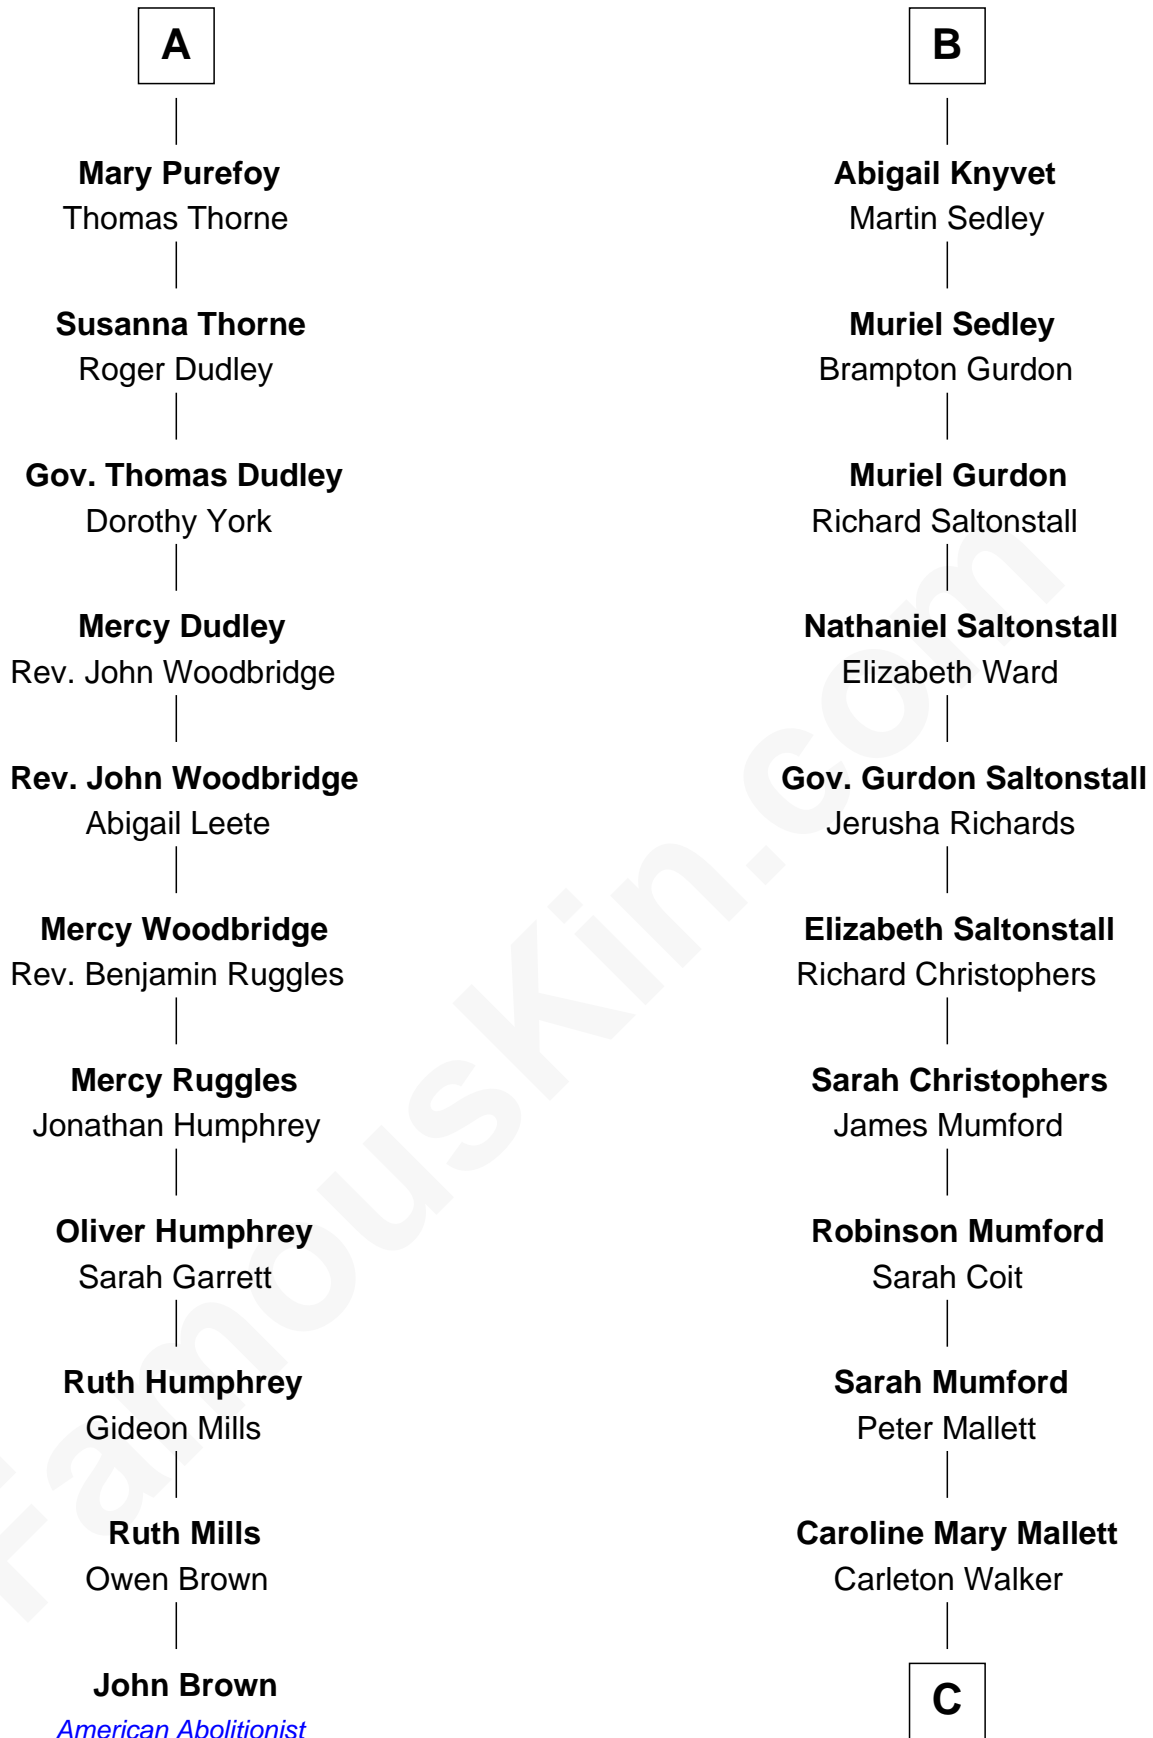 A
Mary Purefoy
Thomas Thorne
Susanna Thorne
Roger Dudley
Gov. Thomas Dudley
Dorothy York
Mercy Dudley
Rev. John Woodbridge
Rev. John Woodbridge
Abigail Leete
Mercy Woodbridge
Rev. Benjamin Ruggles
Mercy Ruggles
Jonathan Humphrey
Oliver Humphrey
Sarah Garrett
Ruth Humphrey
Gideon Mills
Ruth Mills
Owen Brown
John Brown
American Abolitionist
B
Abigail Knyvet
Martin Sedley
Muriel Sedley
Brampton Gurdon
Muriel Gurdon
Richard Saltonstall
Nathaniel Saltonstall
Elizabeth Ward
Gov. Gurdon Saltonstall
Jerusha Richards
Elizabeth Saltonstall
Richard Christophers
Sarah Christophers
James Mumford
Robinson Mumford
Sarah Coit
Sarah Mumford
Peter Mallett
Caroline Mary Mallett
Carleton Walker
C
FamousKin.com